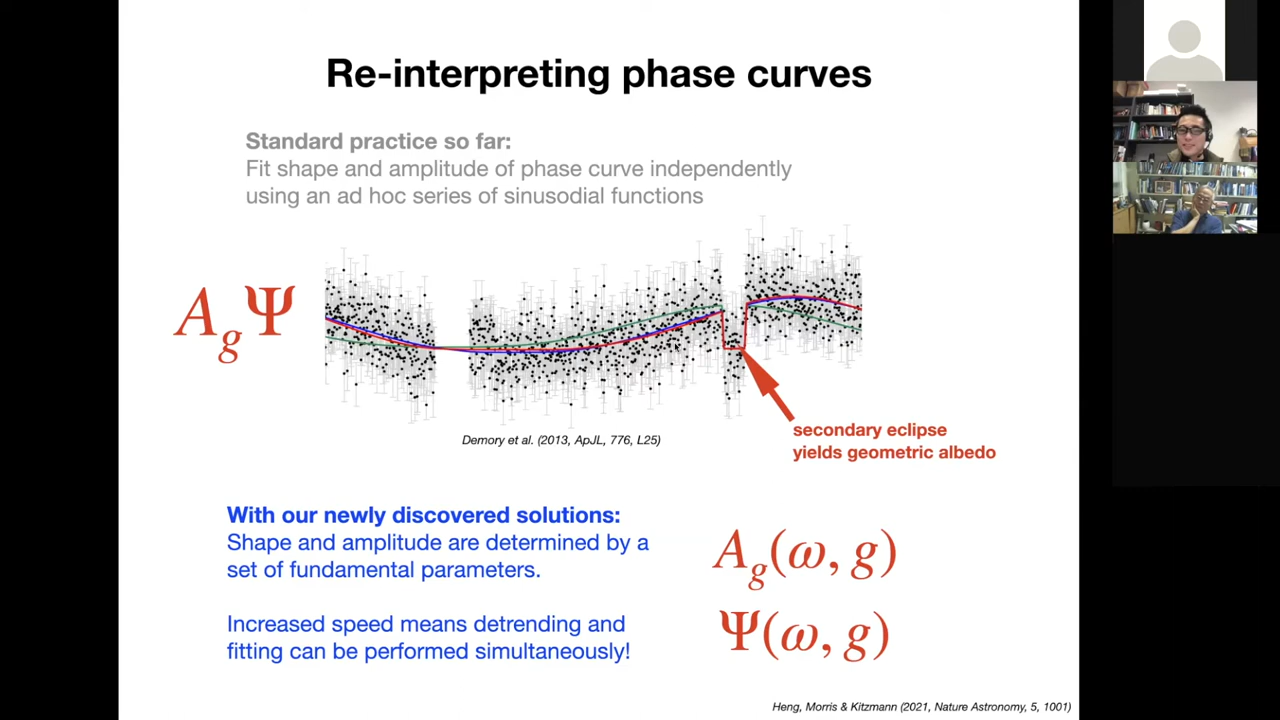 Re-interpreting phase curves
Standard practice so far:
Fit shape and amplitude of phase curve independently
using an ad hoc series of sinusodial functions
A_g Ψ
Demory et al. (2013, ApJL, 776, L25)
secondary eclipse
yields geometric albedo
With our newly discovered solutions:
Shape and amplitude are determined by a
set of fundamental parameters.
A_g(ω, g)
Increased speed means detrending and
fitting can be performed simultaneously!
Ψ(ω, g)
Heng, Morris & Kitzmann (2021, Nature Astronomy, 5, 1001)